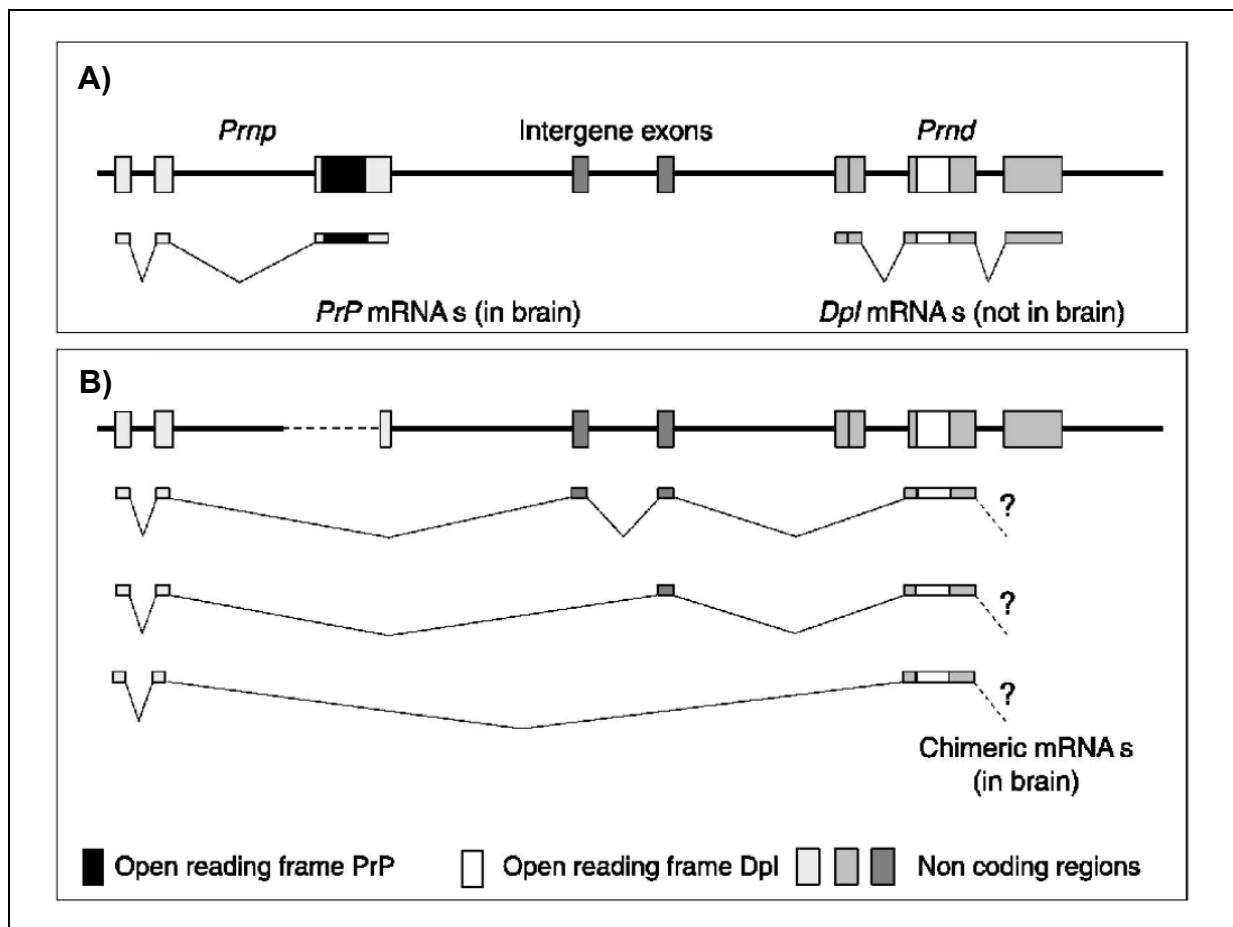 A)
Prnp Intergene exons Prnd
PrP mRNA s (in brain) Dpl mRNA s (not in brain)
B)
?
?
?
Chimeric mRNA s
(in brain)
Open reading frame PrP Open reading frame Dpl Non coding regions